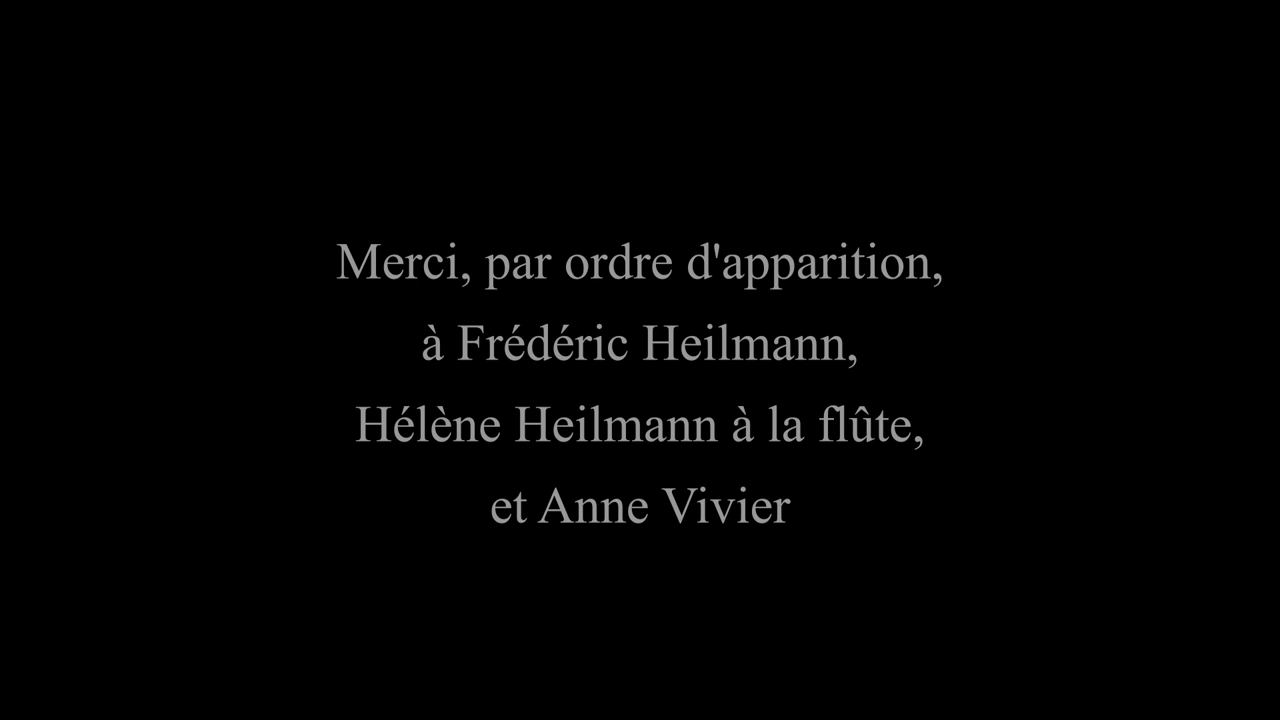 Merci, par ordre d'apparition,
à Frédéric Heilmann,
Hélène Heilmann à la flûte,
et Anne Vivier